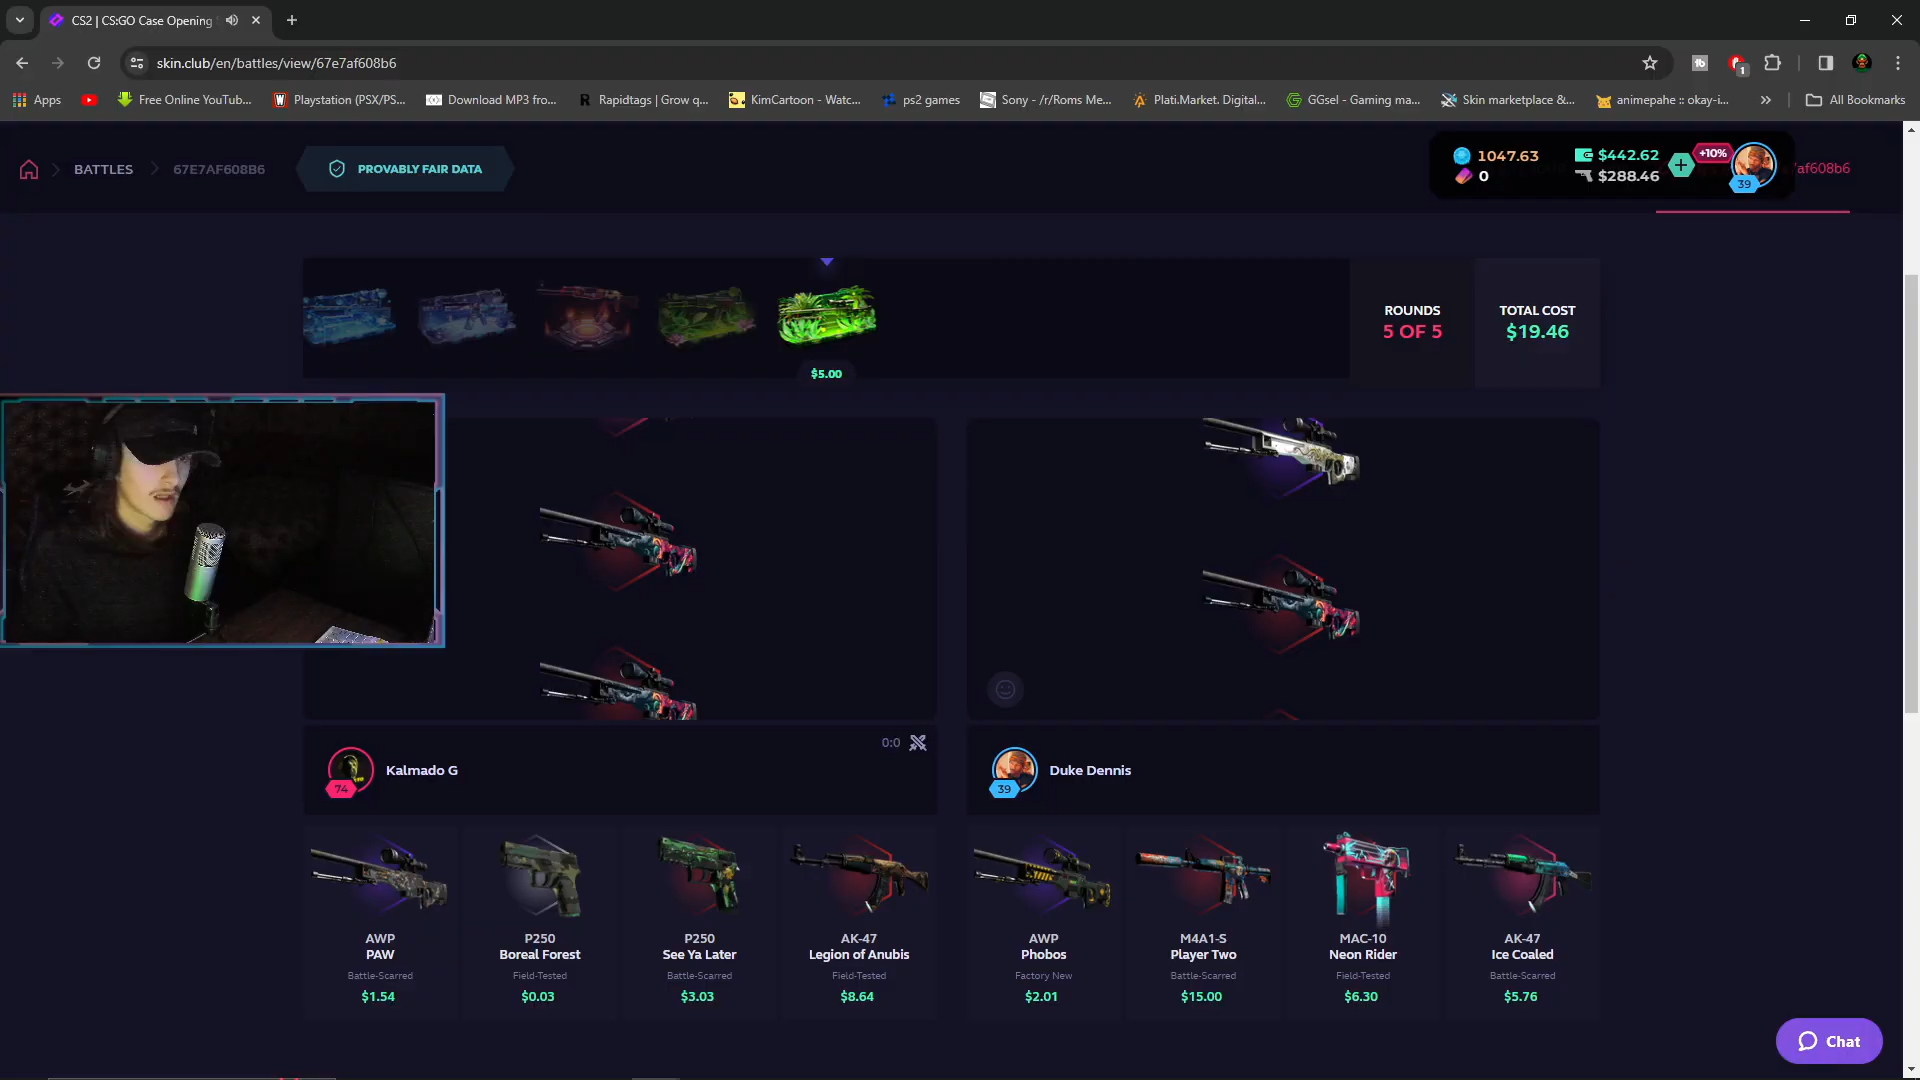 CS2 | CS:GO Case Opening
skin.club/en/battles/view/67e7af608b6
1
Apps
Free Online YouTub...
Playstation (PSX/PS...
Download MP3 fro...
Rapidtags | Grow q...
KimCartoon - Watc...
ps2 games
Sony - /r/Roms Me...
Plati.Market. Digital...
GGsel - Gaming ma...
Skin marketplace &...
animepahe :: okay-i...
All Bookmarks
BATTLES
67E7AF608B6
PROVABLY FAIR DATA
1047.63
$442.62
0
$288.46
+10%
39
7af608b6
$5.00
ROUNDS
5 OF 5
TOTAL COST
$19.46
0:0
74
Kalmado G
39
Duke Dennis
AWP
PAW
Battle-Scarred
$1.54
P250
Boreal Forest
Field-Tested
$0.03
P250
See Ya Later
Battle-Scarred
$3.03
AK-47
Legion of Anubis
Field-Tested
$8.64
AWP
Phobos
Factory New
$2.01
M4A1-S
Player Two
Battle-Scarred
$15.00
MAC-10
Neon Rider
Field-Tested
$6.30
AK-47
Ice Coaled
Battle-Scarred
$5.76
Chat